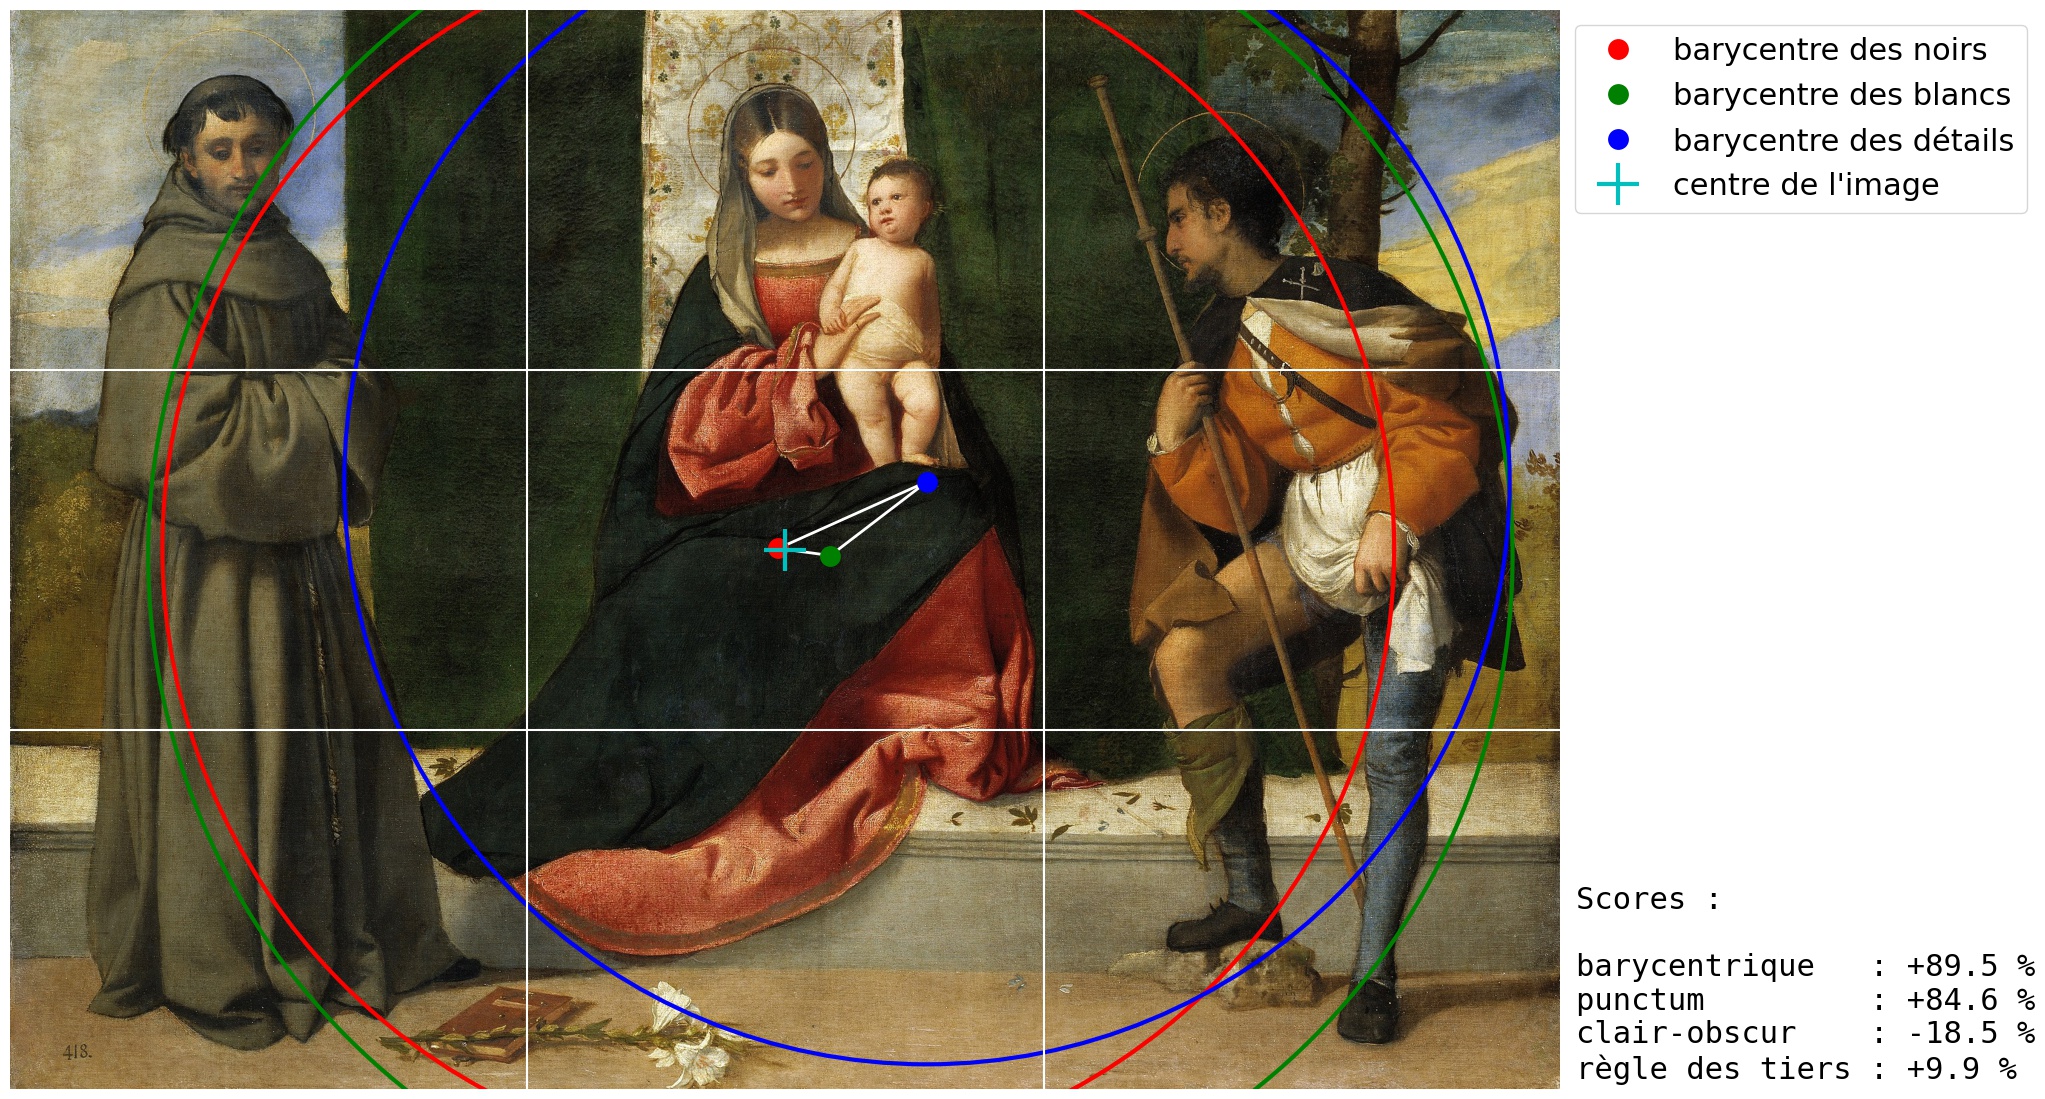 barycentre des noirs
barycentre des blancs
barycentre des détails
centre de l'image
Scores :
barycentrique : +89.5 %
punctum : +84.6 %
clair-obscur : -18.5 %
règle des tiers : +9.9 %
418.